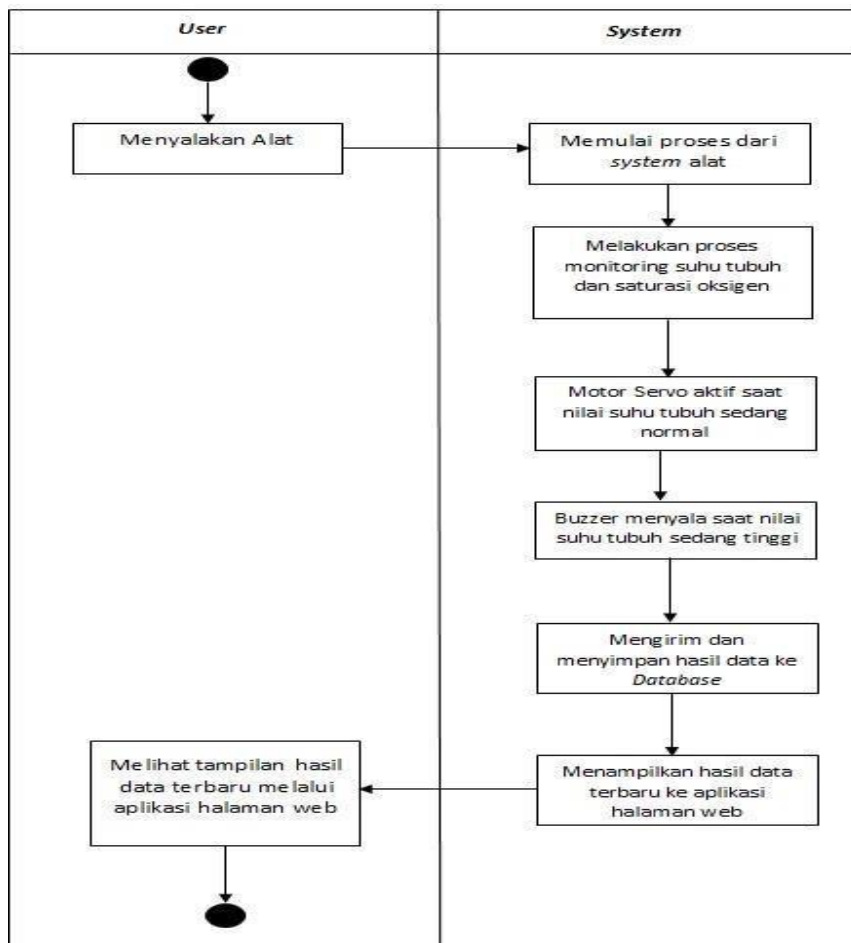 User
System
Menyalakan Alat
Memulai proses dari
system alat
Melakukan proses
monitoring suhu tubuh
dan saturasi oksigen
Motor Servo aktif saat
nilai suhu tubuh sedang
normal
Buzzer menyala saat nilai
suhu tubuh sedang tinggi
Mengirim dan
menyimpan hasil data ke
Database
Menampilkan hasil data
terbaru ke aplikasi
halaman web
Melihat tampilan hasil
data terbaru melalui
aplikasi halaman web